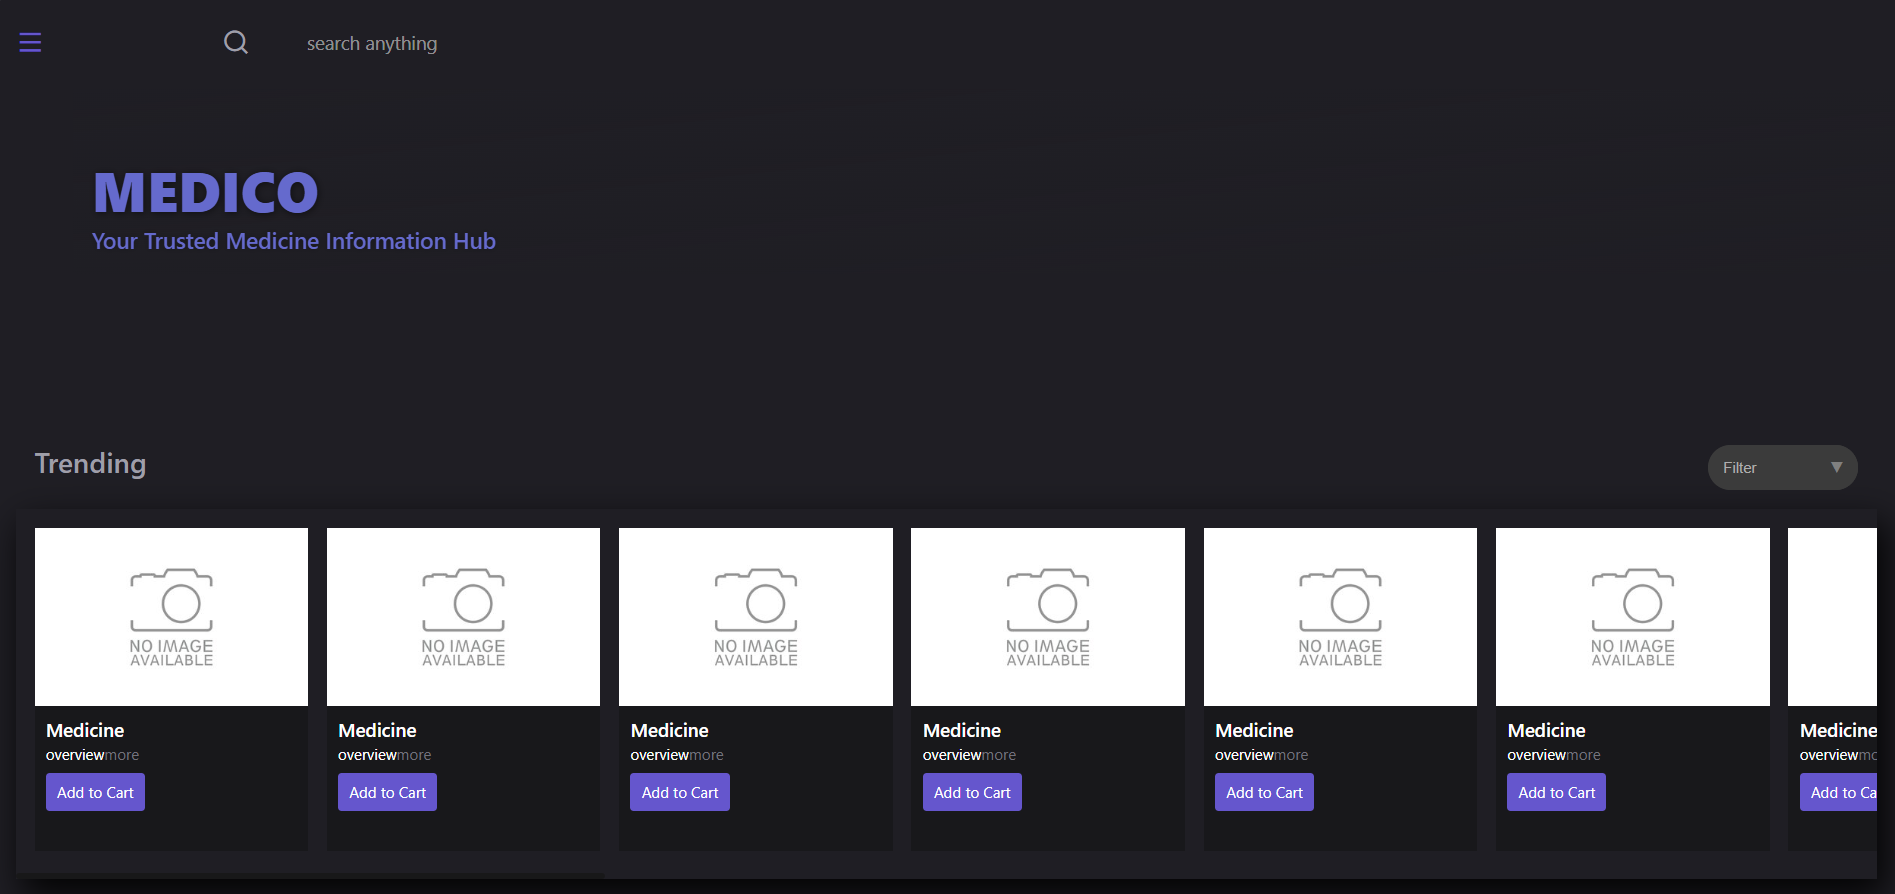 search anything
MEDICO
Your Trusted Medicine Information Hub
Trending
Filter
NO IMAGE
AVAILABLE
Medicine
overviewmore
Add to Cart
NO IMAGE
AVAILABLE
Medicine
overviewmore
Add to Cart
NO IMAGE
AVAILABLE
Medicine
overviewmore
Add to Cart
NO IMAGE
AVAILABLE
Medicine
overviewmore
Add to Cart
NO IMAGE
AVAILABLE
Medicine
overviewmore
Add to Cart
NO IMAGE
AVAILABLE
Medicine
overviewmore
Add to Cart
Medicine
overviewmo
Add to Ca